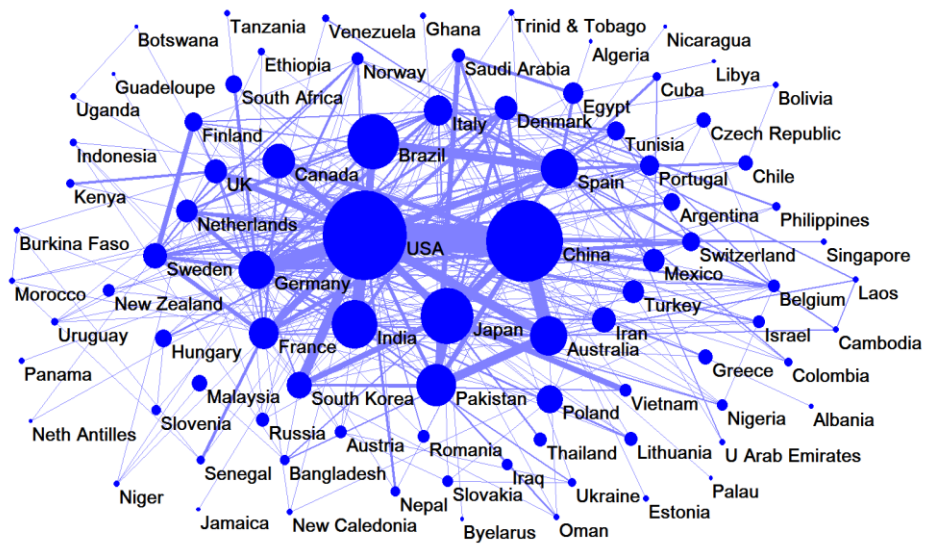 Tanzania
Venezuela
Ghana
Trinid & Tobago
Nicaragua
Botswana
Algeria
Ethiopia
Norway
Saudi Arabia
Libya
Guadeloupe
South Africa
Cuba
Bolivia
Uganda
Egypt
Finland
Italy
Denmark
Czech Republic
Indonesia
Brazil
Tunisia
Canada
Chile
Kenya
UK
Spain
Portugal
Netherlands
Argentina
Philippines
Burkina Faso
USA
China
Switzerland
Singapore
Sweden
Germany
Mexico
Morocco
New Zealand
Turkey
Belgium
Laos
Uruguay
France
India
Japan
Iran
Israel
Cambodia
Hungary
Australia
Panama
Greece
Colombia
Malaysia
South Korea
Pakistan
Vietnam
Neth Antilles
Slovenia
Russia
Poland
Nigeria
Albania
Austria
Romania
Thailand
Lithuania
U Arab Emirates
Senegal
Bangladesh
Iraq
Niger
Nepal
Slovakia
Ukraine
Palau
Jamaica
New Caledonia
Byelarus
Oman
Estonia